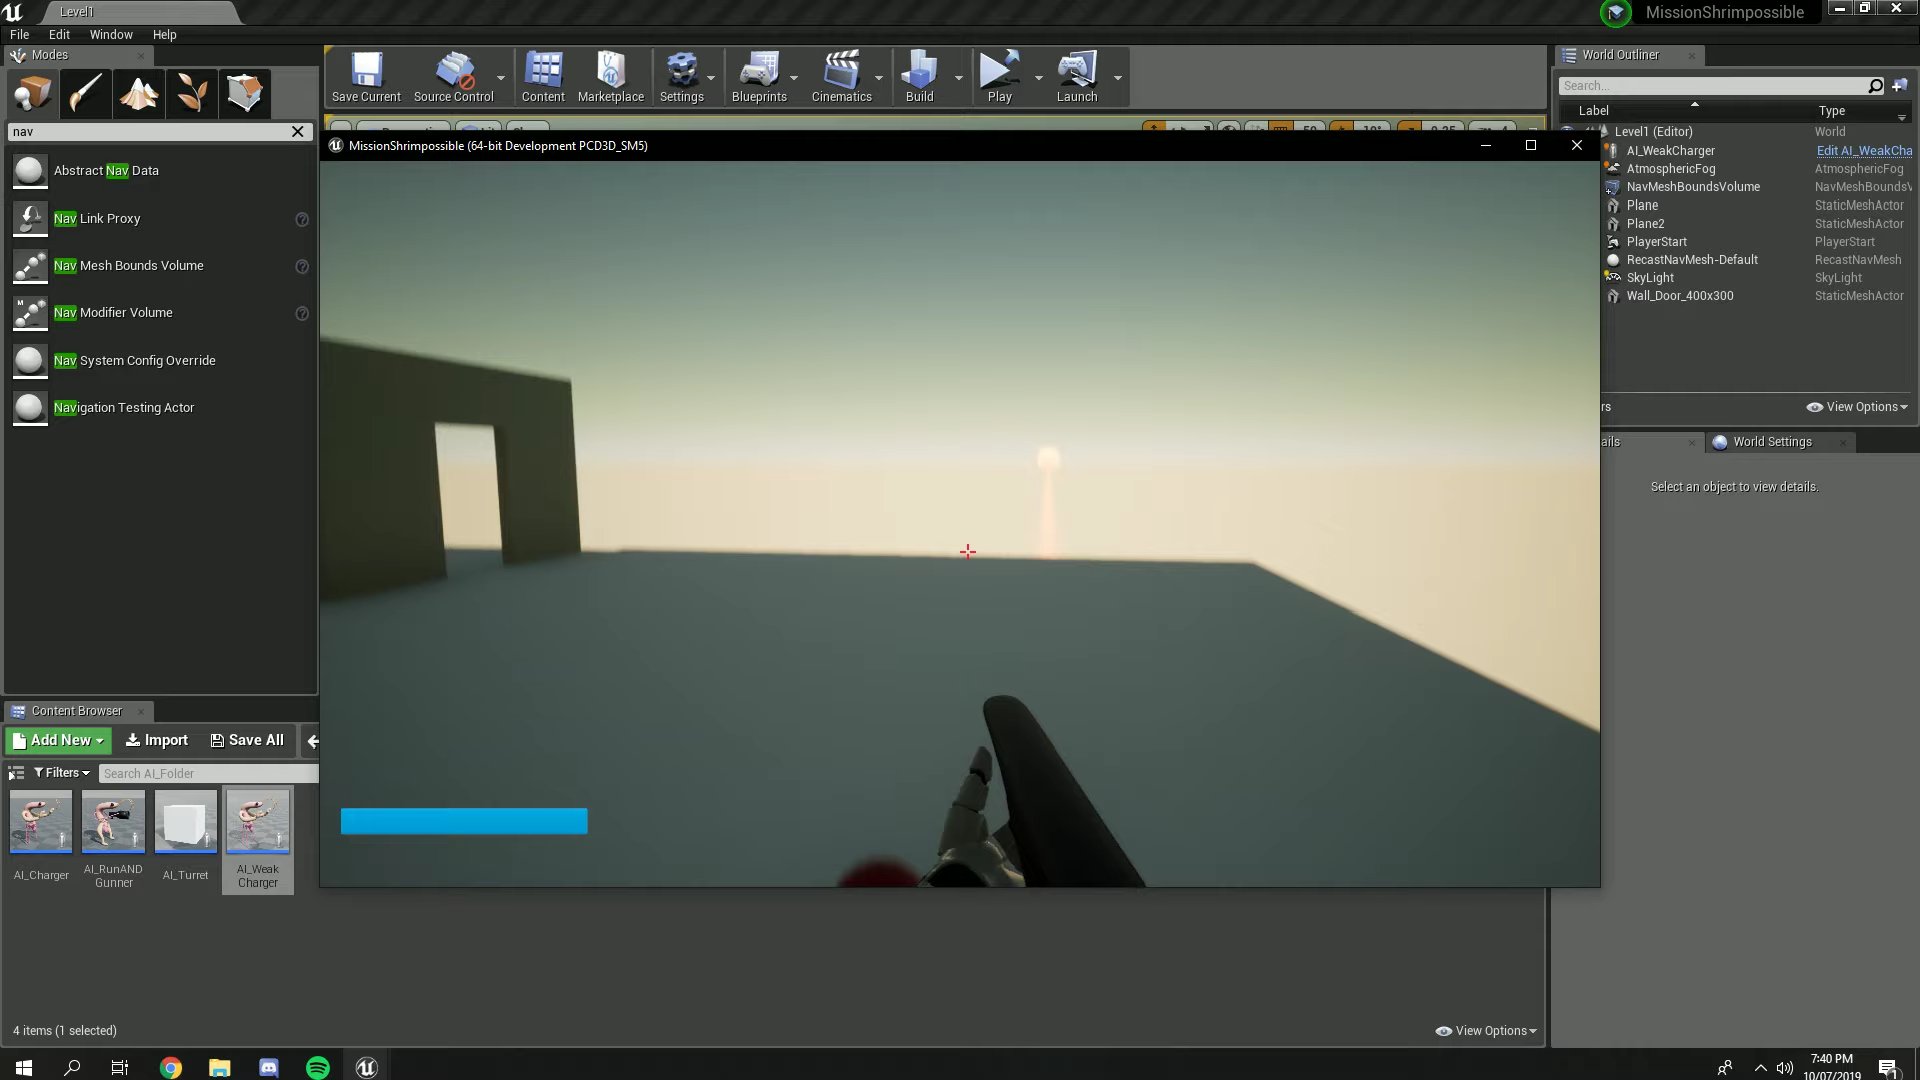 Level1
MissionShrimpossible
File
Edit
Window
Help
Modes
Save Current
Source Control
Content
Marketplace
Settings
Blueprints
Cinematics
Build
Play
Launch
World Outliner
Search...
Label
Type
nav
Abstract Nav Data
Nav Link Proxy
Nav Mesh Bounds Volume
Nav Modifier Volume
Nav System Config Override
Navigation Testing Actor
MissionShrimpossible (64-bit Development PCD3D_SM5)
Level1 (Editor) World
AI_WeakCharger Edit AI_WeakCha
AtmosphericFog AtmosphericFog
NavMeshBoundsVolume NavMeshBoundsV
Plane StaticMeshActor
Plane2 StaticMeshActor
PlayerStart PlayerStart
RecastNavMesh-Default RecastNavMesh
SkyLight SkyLight
Wall_Door_400x300 StaticMeshActor
rs
View Options
ails
World Settings
Select an object to view details.
Content Browser
Add New
Import
Save All
Filters
Search AI_Folder
AI_Charger
AI_RunAND
Gunner
AI_Turret
AI_Weak
Charger
4 items (1 selected)
View Options
7:40 PM
10/07/2019
1